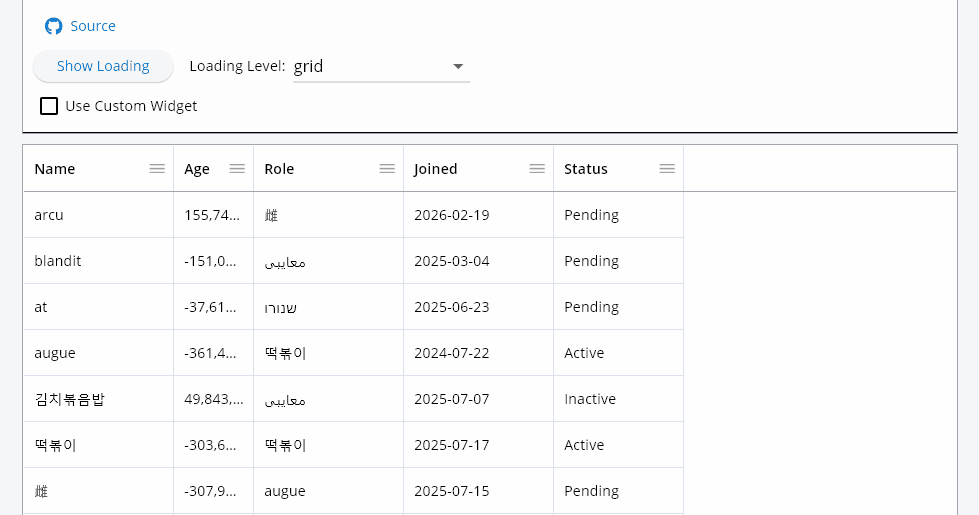 Source
Show Loading Loading Level: grid
Use Custom Widget
Name Age Role Joined Status
arcu 155,74... 雌 2026-02-19 Pending
blandit -151,0... معایبی 2025-03-04 Pending
at -37,61... שנורו 2025-06-23 Pending
augue -361,4... 떡볶이 2024-07-22 Active
김치볶음밥 49,843,... معایبی 2025-07-07 Inactive
떡볶이 -303,6... 떡볶이 2025-07-17 Active
雌 -307,9... augue 2025-07-15 Pending